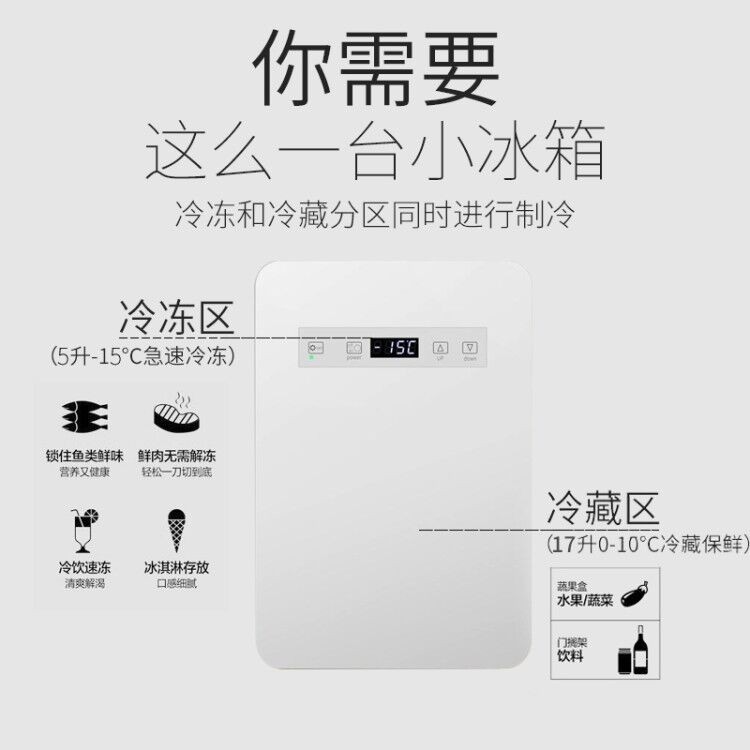 你需要
这么一台小冰箱
冷冻和冷藏分区同时进行制冷
冷冻区
(5升-15℃急速冷冻)
-15C
power
UP
down
锁住鱼类鲜味
营养又健康
鲜肉无需解冻
轻松一刀切到底
冷饮速冻
清爽解渴
冰淇淋存放
口感细腻
冷藏区
(17升0-10℃冷藏保鲜)
蔬果盒
水果/蔬菜
门搁架
饮料